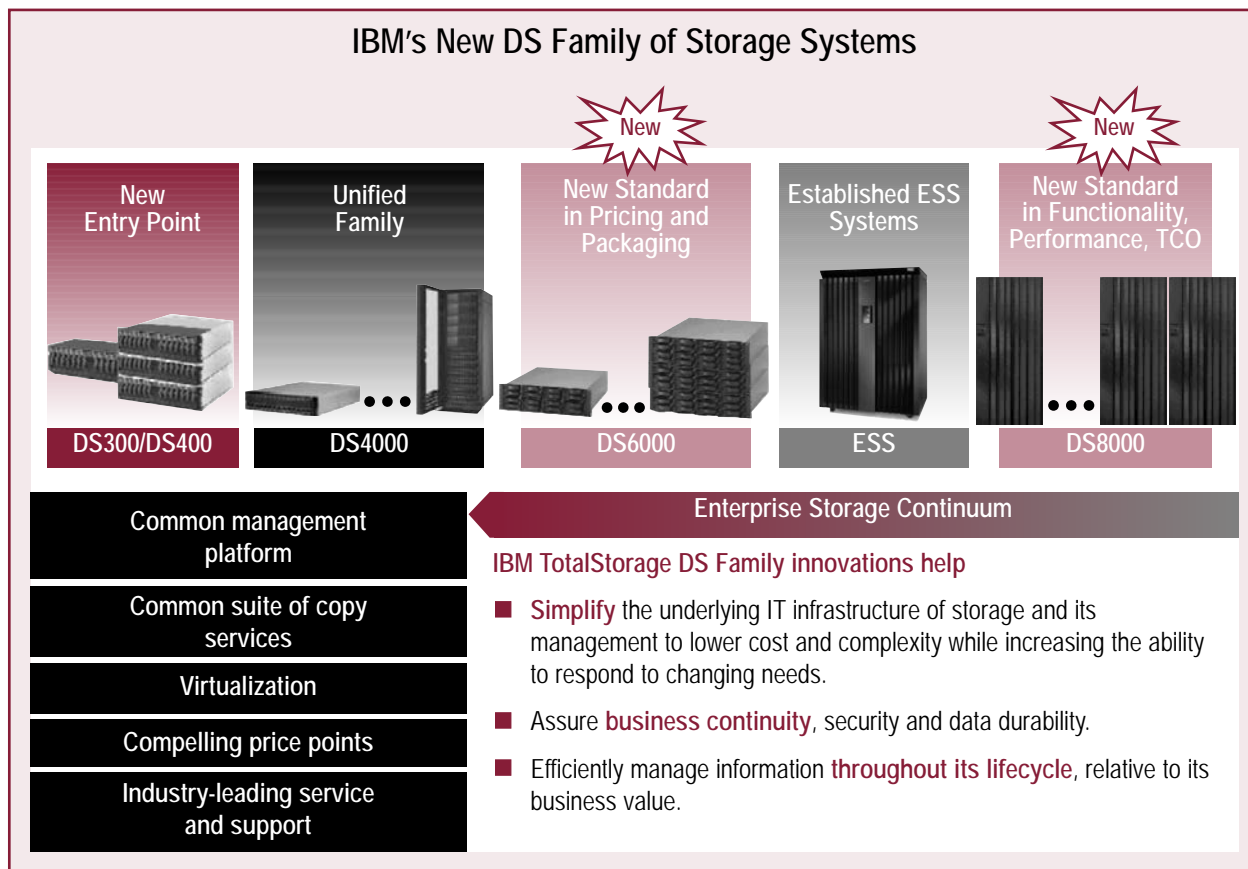 IBM's New DS Family of Storage Systems
New
New
New
Entry Point
Unified
Family
New Standard
in Pricing and
Packaging
Established ESS
Systems
New Standard
in Functionality,
Performance, TCO
DS300/DS400
DS4000
DS6000
ESS
DS8000
Common management
platform
Common suite of copy
services
Virtualization
Compelling price points
Industry-leading service
and support
Enterprise Storage Continuum
IBM TotalStorage DS Family innovations help
■ Simplify the underlying IT infrastructure of storage and its
management to lower cost and complexity while increasing the ability
to respond to changing needs.
■ Assure business continuity, security and data durability.
■ Efficiently manage information throughout its lifecycle, relative to its
business value.